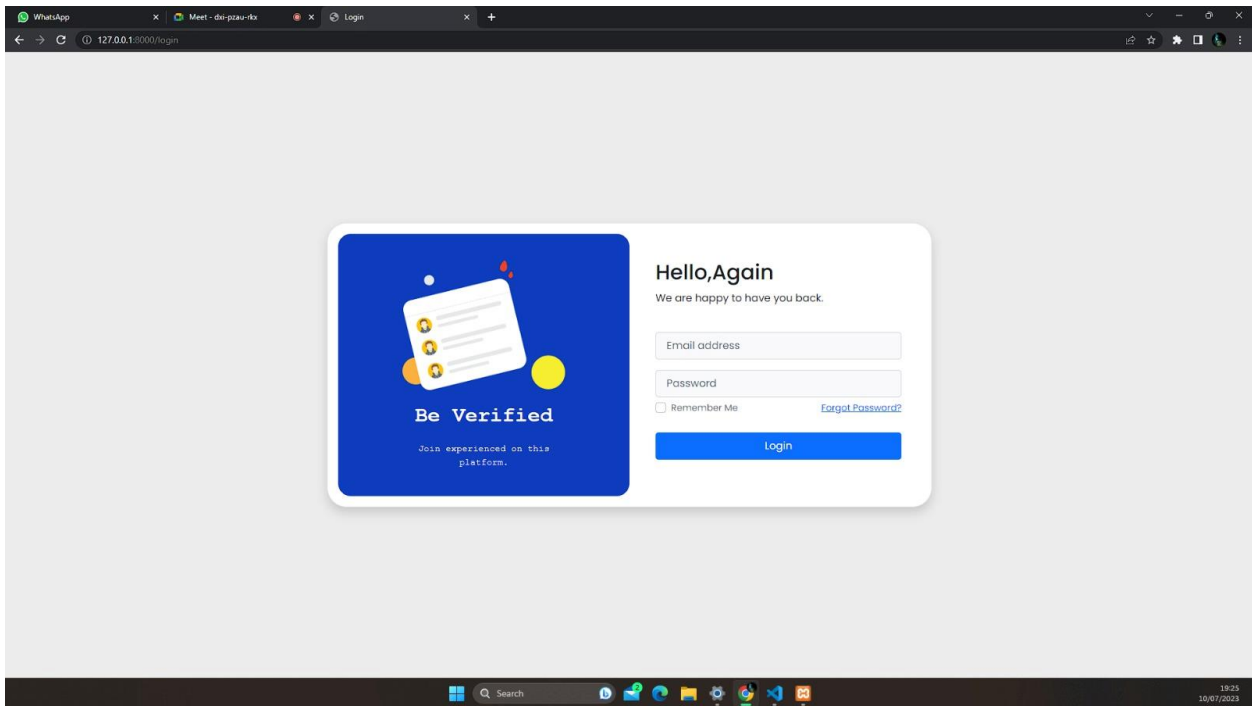 WhatsApp
Meet - dxi-pzau-rkx
Login
127.0.0.1:8000/login
Hello,Again
We are happy to have you back.
Email address
Password
Remember Me
Forgot Password?
Login
Be Verified
Join experienced on this
platform.
Search
19:25
10/07/2023